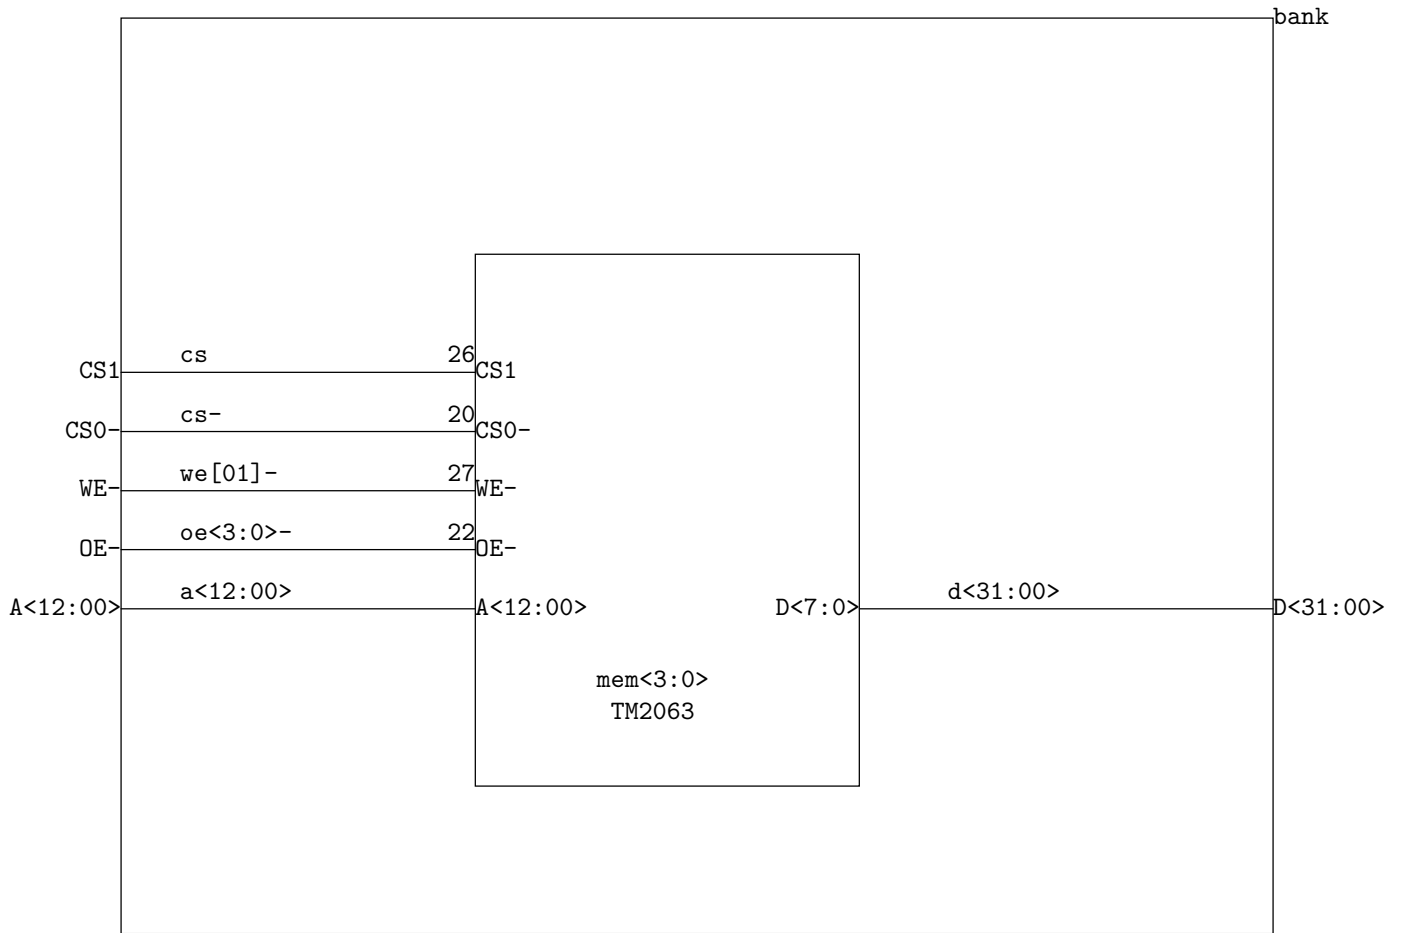 bank
cs 26
CS1 CS1
cs- 20
CS0- CS0-
we[01]- 27
WE- WE-
oe<3:0>- 22
OE- OE-
a<12:00> d<31:00>
A<12:00> A<12:00> D<7:0> D<31:00>
mem<3:0>
TM2063